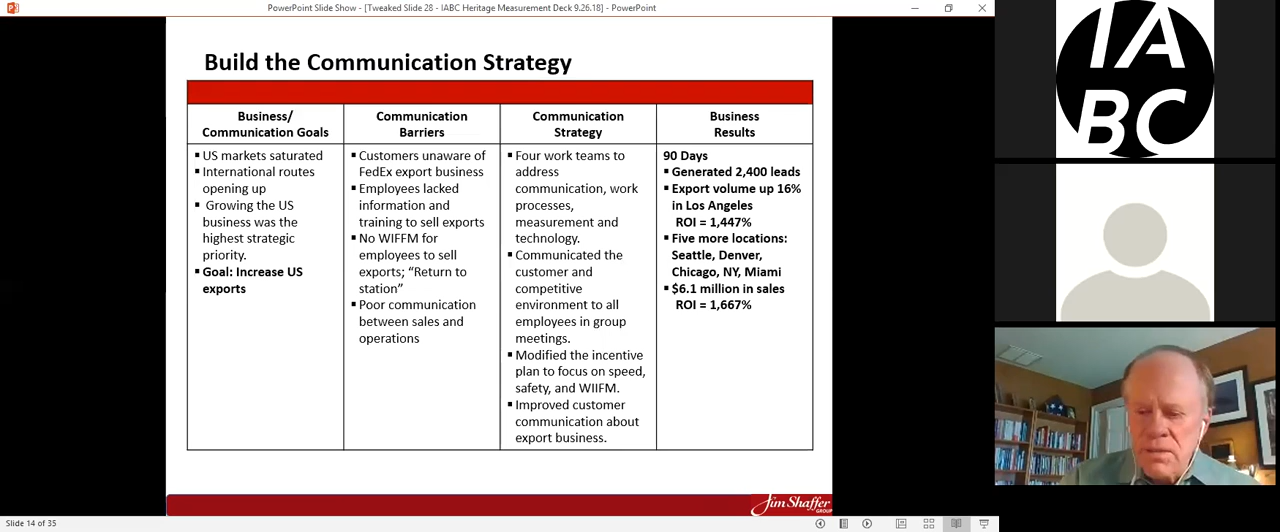 PowerPoint Slide Show - [Tweaked Slide 28 - IABC Heritage Measurement Deck 9.26.18] - PowerPoint
Build the Communication Strategy
Business/
Communication Goals
▪ US markets saturated
▪ International routes
opening up
▪ Growing the US
business was the
highest strategic
priority.
▪ Goal: Increase US
exports
Communication
Barriers
▪ Customers unaware of
FedEx export business
▪ Employees lacked
information and
training to sell exports
▪ No WIFFM for
employees to sell
exports; “Return to
station”
▪ Poor communication
between sales and
operations
Communication
Strategy
▪ Four work teams to
address
communication, work
processes,
measurement and
technology.
▪ Communicated the
customer and
competitive
environment to all
employees in group
meetings.
▪ Modified the incentive
plan to focus on speed,
safety, and WIIFM.
▪ Improved customer
communication about
export business.
Business
Results
90 Days
▪ Generated 2,400 leads
▪ Export volume up 16%
in Los Angeles
ROI = 1,447%
▪ Five more locations:
Seattle, Denver,
Chicago, NY, Miami
▪ $6.1 million in sales
ROI = 1,667%
Jim Shaffer
GROUP
Slide 14 of 35
IA
BC